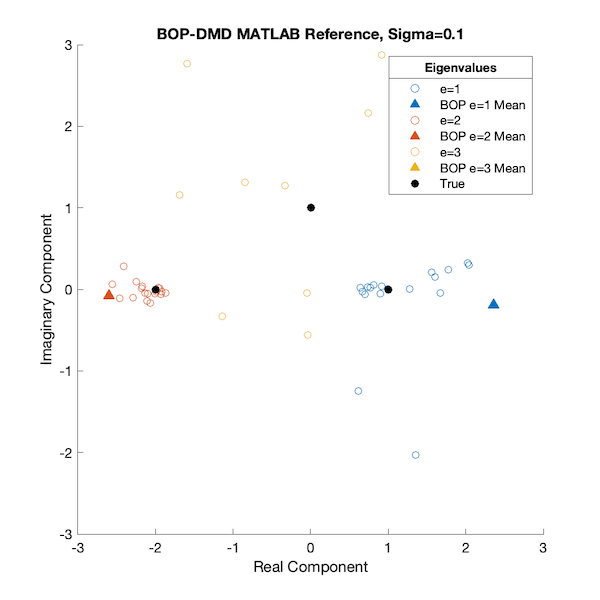 BOP-DMD MATLAB Reference, Sigma=0.1
Eigenvalues
e=1
BOP e=1 Mean
e=2
BOP e=2 Mean
e=3
BOP e=3 Mean
True
Imaginary Component
3
2
1
0
-1
-2
-3
-3 -2 -1 0 1 2 3
Real Component